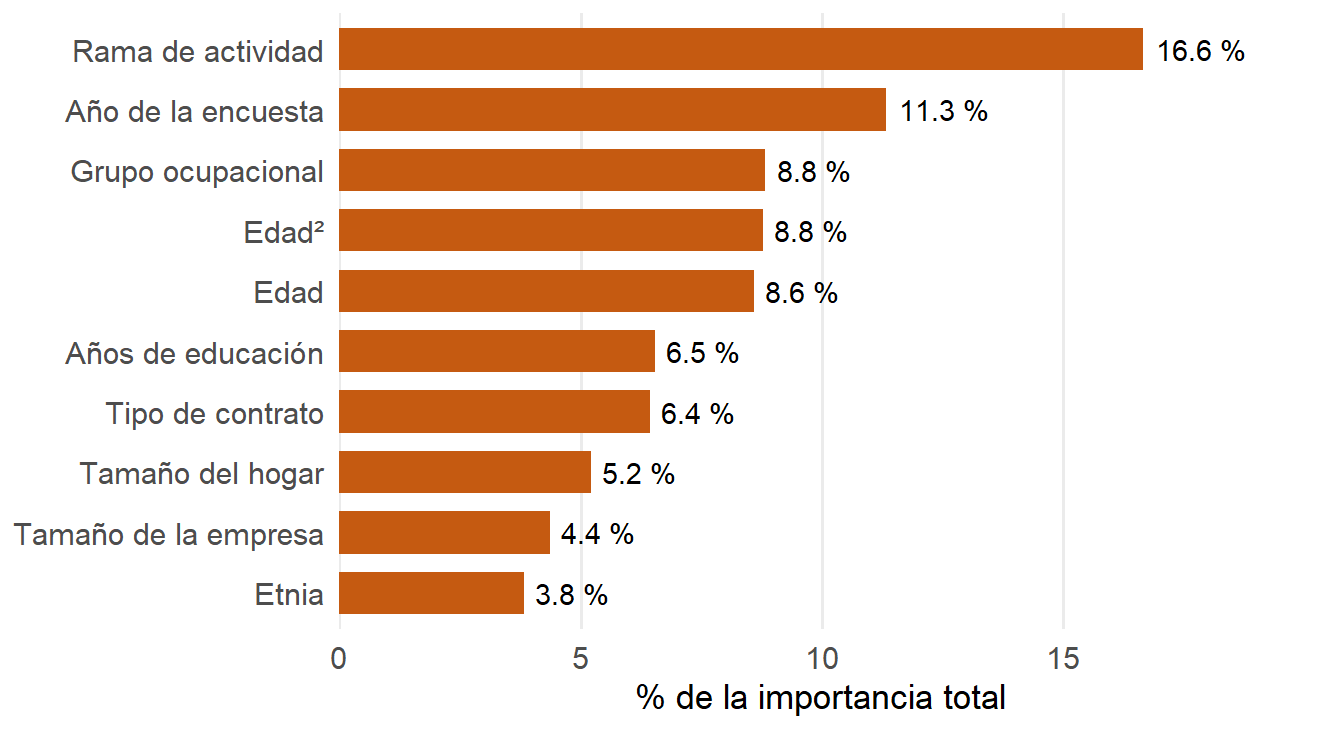 Rama de actividad 16.6 %
Año de la encuesta 11.3 %
Grupo ocupacional 8.8 %
Edad² 8.8 %
Edad 8.6 %
Años de educación 6.5 %
Tipo de contrato 6.4 %
Tamaño del hogar 5.2 %
Tamaño de la empresa 4.4 %
Etnia 3.8 %
0 5 10 15
% de la importancia total